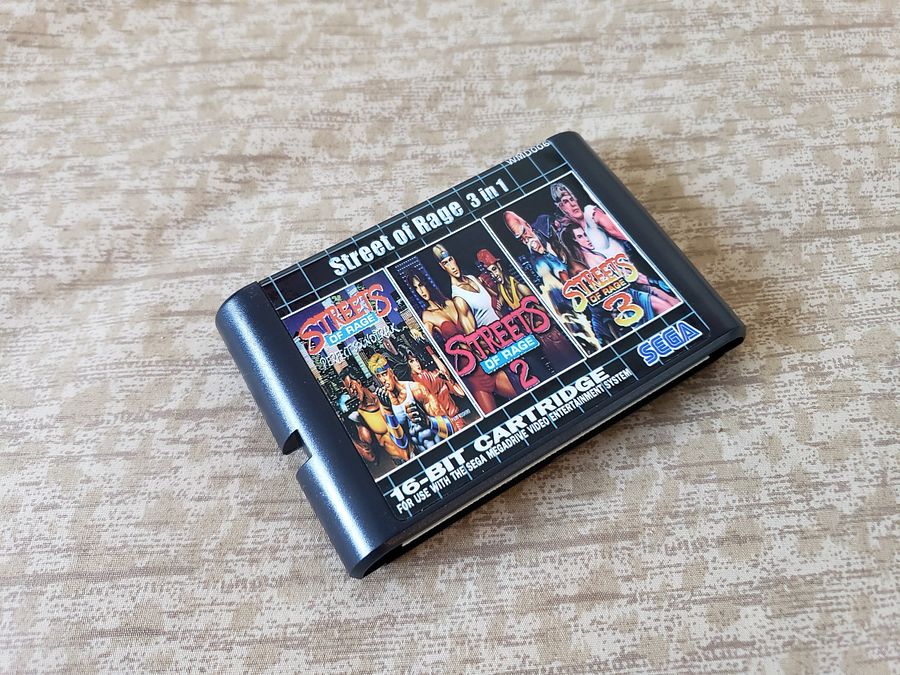 WMD008
Street of Rage 3 in 1
STREETS
OF RAGE
STREETS
OF RAGE
2
STREETS
OF RAGE
3
SEGA
16-BIT CARTRIDGE
FOR USE WITH THE SEGA MEGADRIVE VIDEO ENTERTAINMENT SYSTEM